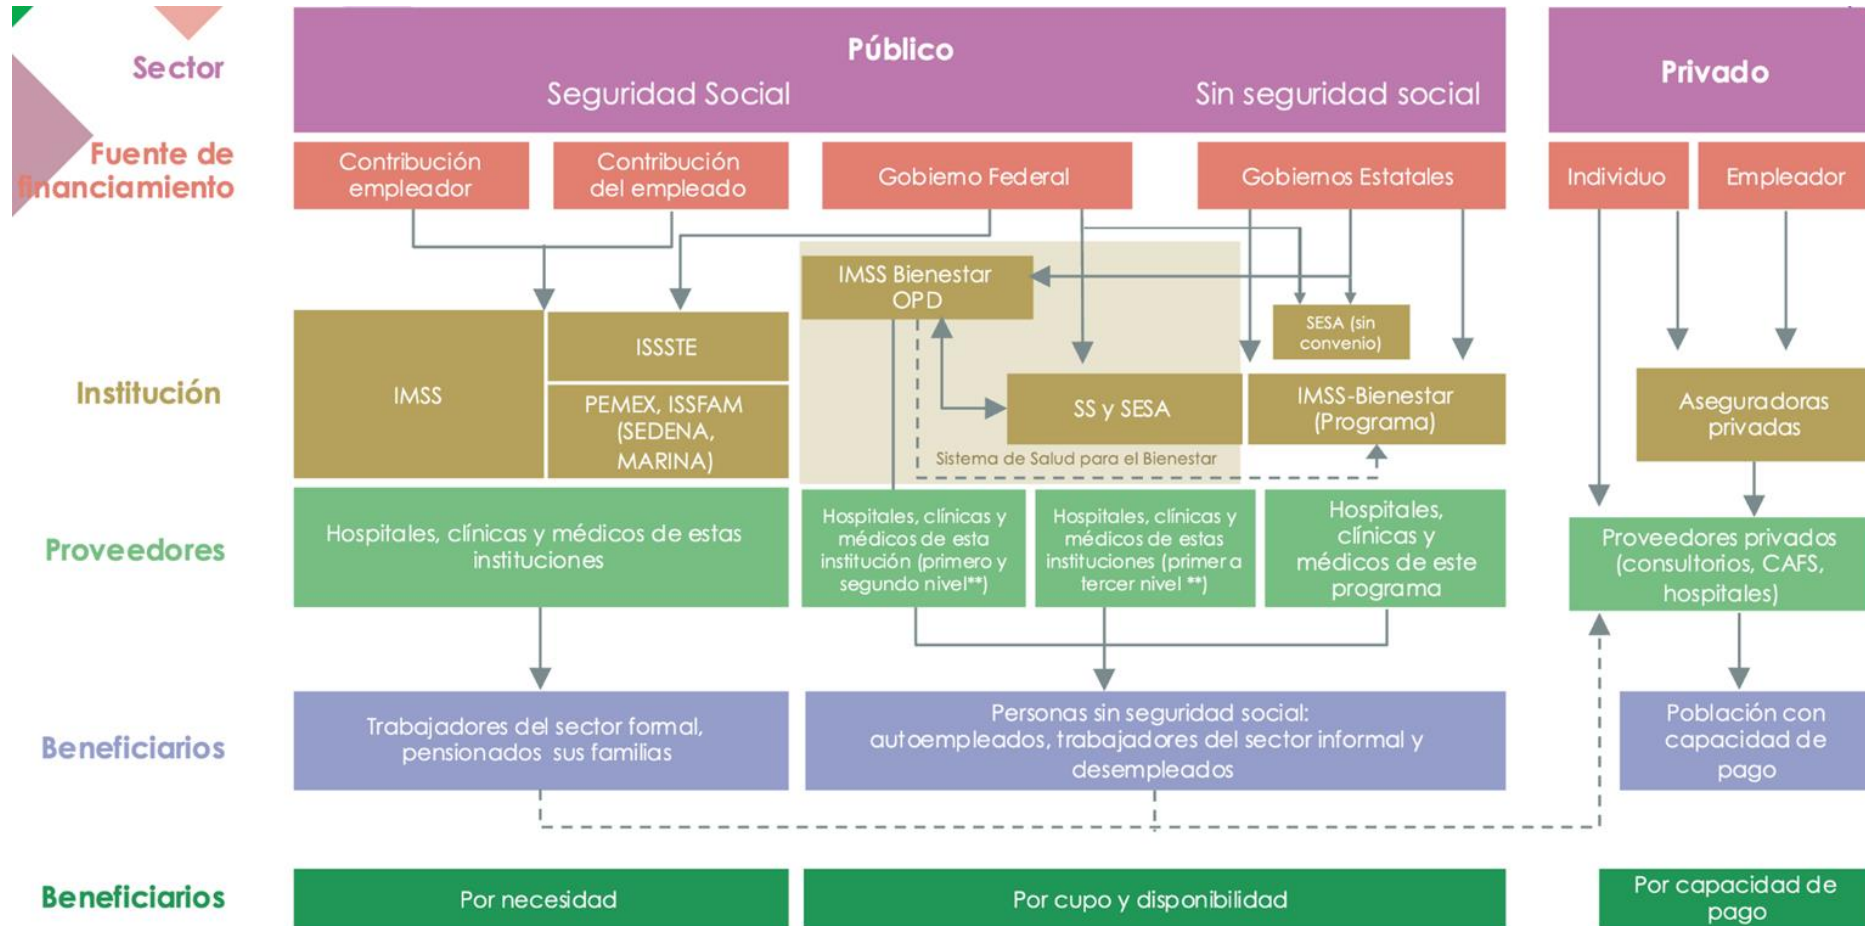 Sector
Público
Seguridad Social
Sin seguridad social
Privado
Fuente de
financiamiento
Contribución
empleador
Contribución
del empleado
Gobierno Federal
Gobiernos Estatales
Individuo
Empleador
Institución
IMSS
ISSSTE
PEMEX, ISSFAM
(SEDENA,
MARINA)
IMSS Bienestar
OPD
SS y SESA
Sistema de Salud para el Bienestar
SESA (sin
convenio)
IMSS-Bienestar
(Programa)
Aseguradoras
privadas
Proveedores
Hospitales, clínicas y médicos de estas
instituciones
Hospitales, clínicas y
médicos de esta
institución (primero y
segundo nivel**)
Hospitales, clínicas y
médicos de estas
instituciones (primer a
tercer nivel **)
Hospitales,
clínicas y
médicos de este
programa
Proveedores privados
(consultorios, CAFS,
hospitales)
Beneficiarios
Trabajadores del sector formal,
pensionados sus familias
Personas sin seguridad social:
autoempleados, trabajadores del sector informal y
desempleados
Población con
capacidad de
pago
Beneficiarios
Por necesidad
Por cupo y disponibilidad
Por capacidad de
pago